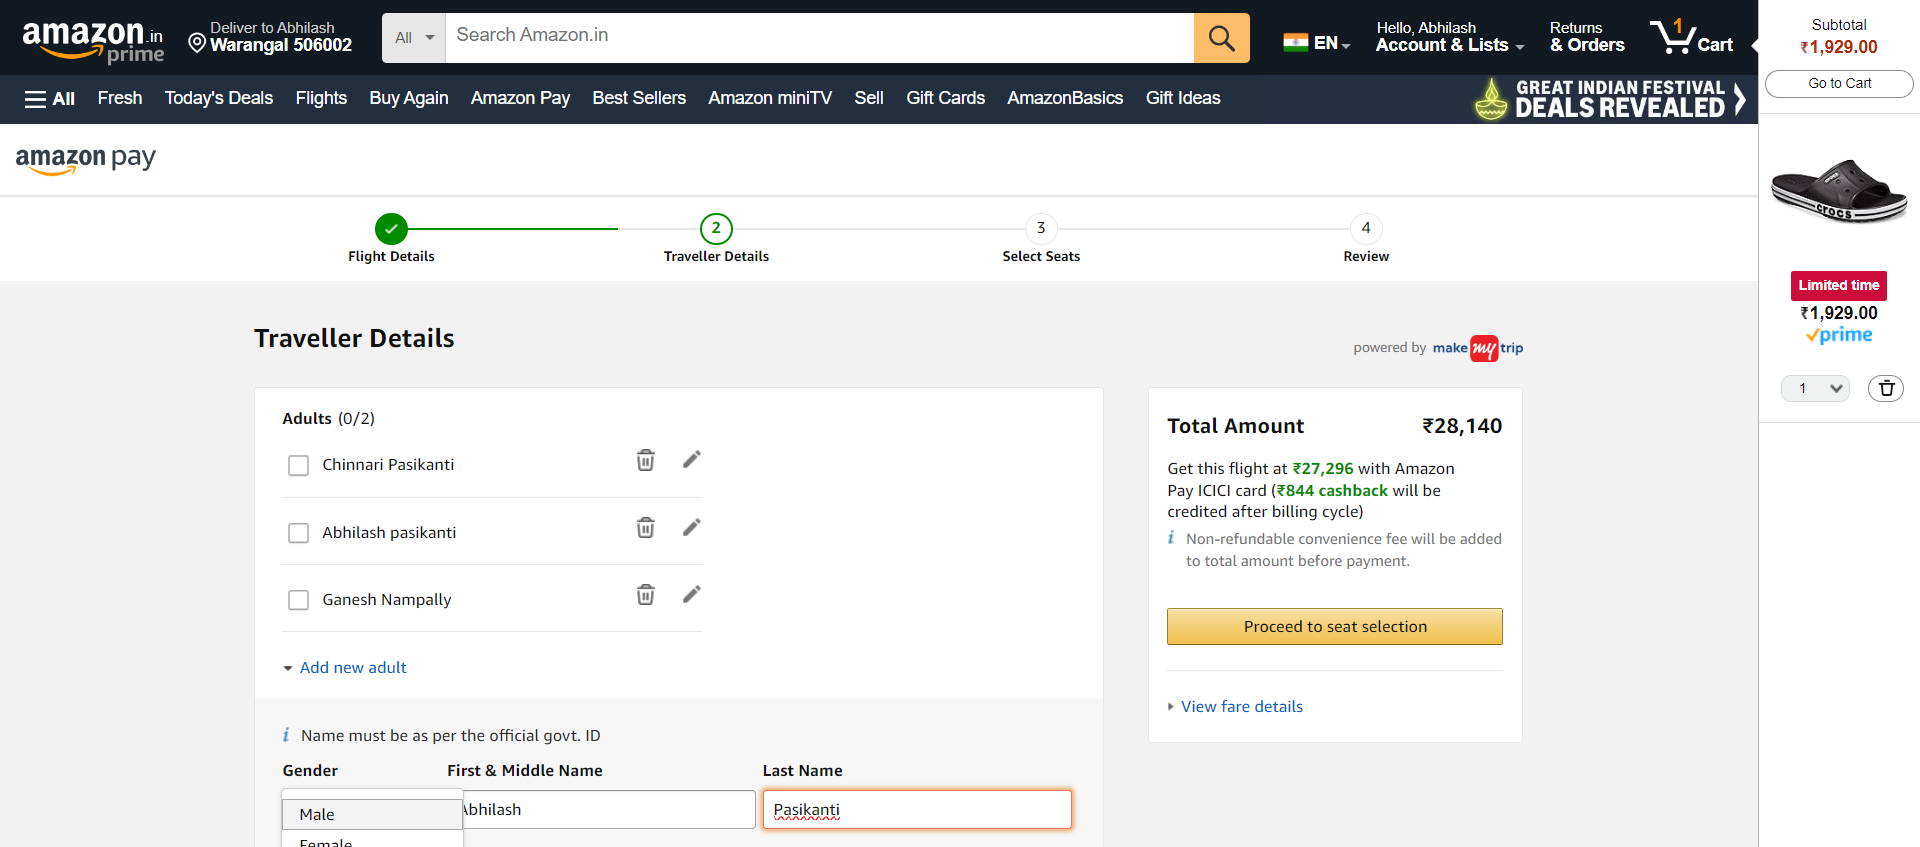 amazon.in
prime
Deliver to Abhilash
Warangal 506002
All
Search Amazon.in
EN
Hello, Abhilash
Account & Lists
Returns
& Orders
1
Cart
Subtotal
₹1,929.00
Go to Cart
All
Fresh
Today's Deals
Flights
Buy Again
Amazon Pay
Best Sellers
Amazon miniTV
Sell
Gift Cards
AmazonBasics
Gift Ideas
GREAT INDIAN FESTIVAL
DEALS REVEALED
amazon pay
crocs
Limited time
₹1,929.00
prime
1
2
3
4
Flight Details
Traveller Details
Select Seats
Review
Traveller Details
powered by make my trip
Adults (0/2)
Chinnari Pasikanti
Abhilash pasikanti
Ganesh Nampally
Add new adult
Name must be as per the official govt. ID
Gender
First & Middle Name
Last Name
Male
Female
Abhilash
Pasikanti
Total Amount
₹28,140
Get this flight at ₹27,296 with Amazon
Pay ICICI card (₹844 cashback will be
credited after billing cycle)
Non-refundable convenience fee will be added
to total amount before payment.
Proceed to seat selection
View fare details